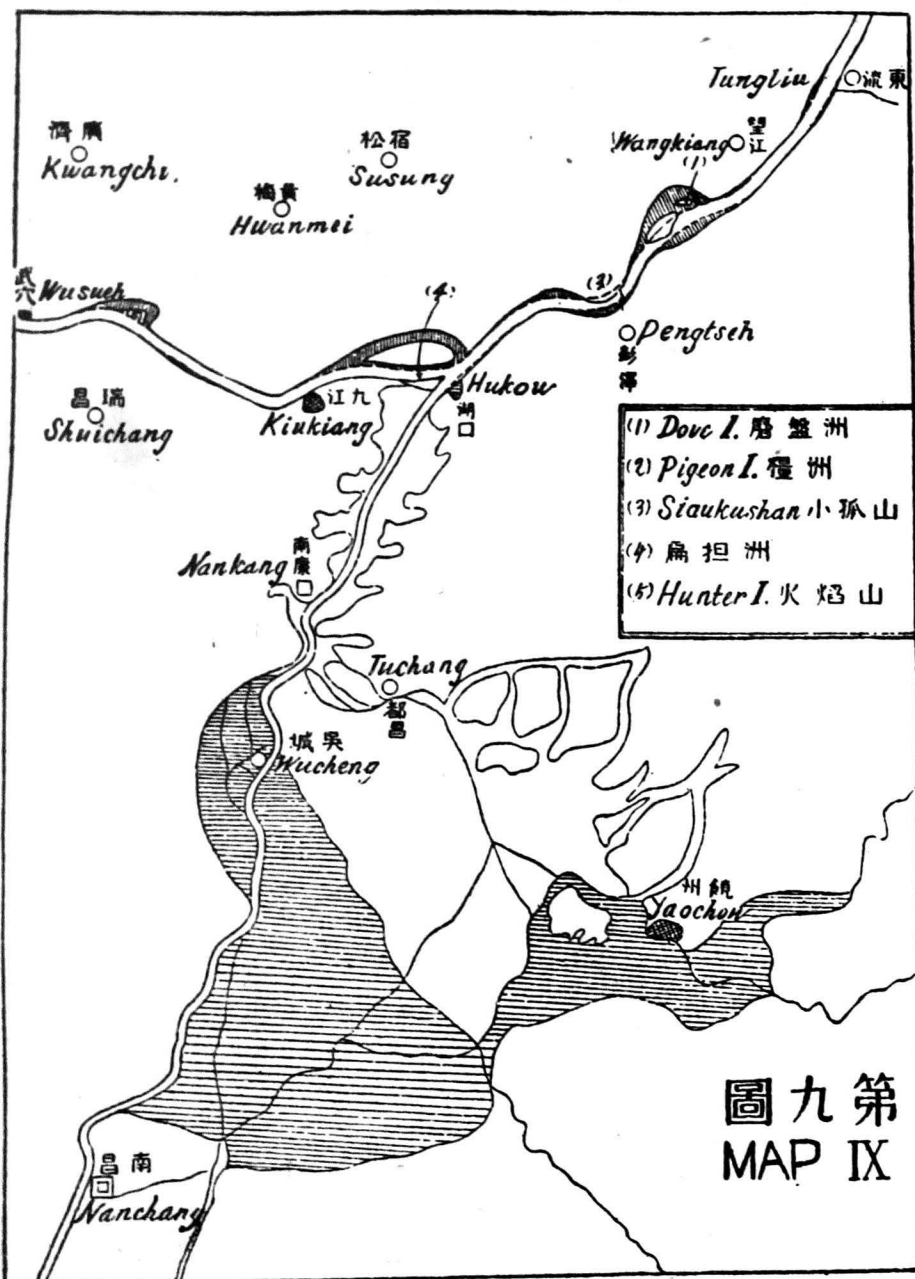 Tungliu
東流
Wangkiang
望江
(1)
廣濟
Kwangchi.
松宿
Susung
梅黃
Hwanmei
武穴
Wusueh
(3)
(4)
Pengtseh
彭澤
昌瑞
Shuichang
江九
Kiukiang
Hukow
湖口
(1) Dove I. 磨盤洲
(2) Pigeon I. 糧洲
(3) Siaukushan 小孤山
(4) 扁担洲
(5) Hunter I. 火焰山
Nankang
南康
Tuchang
都昌
城吳
Wucheng
州饒
Jaochow
圖九第
MAP IX
昌南
Nanchang